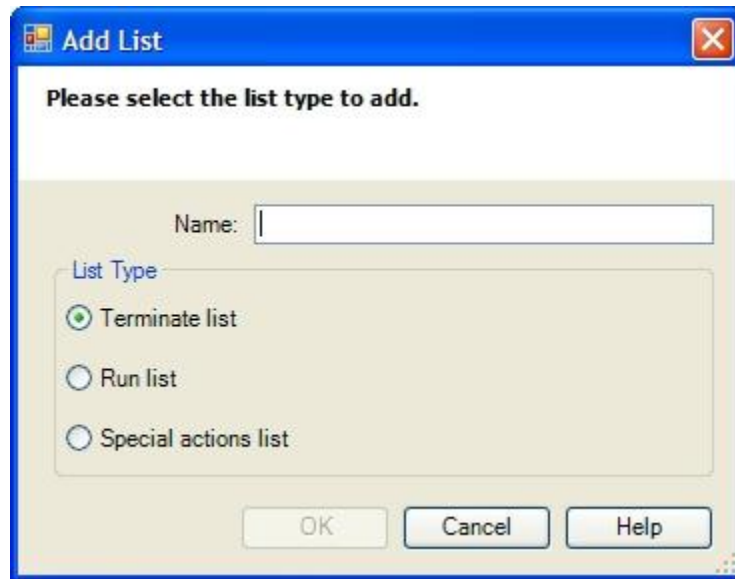 Add List
Please select the list type to add.
Name:
List Type
Terminate list
Run list
Special actions list
OK Cancel Help